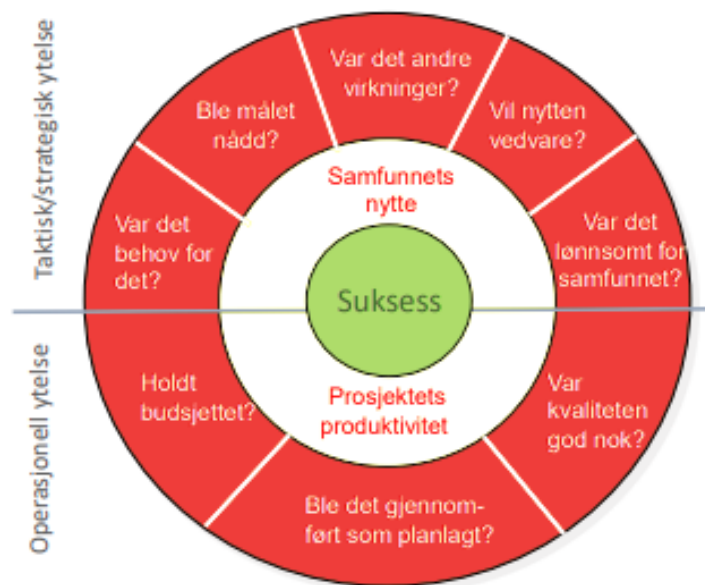 Taktisk/strategisk ytelse
Var det andre
virkninger?
Ble målet
nådd?
Vil nytten
vedvare?
Var det
behov for
det?
Samfunnets
nytte
Var det
lønnsomt for
samfunnet?
Suksess
Operasjonell ytelse
Holdt
budsjettet?
Prosjektets
produktivitet
Var
kvaliteten
god nok?
Ble det gjennom-
ført som planlagt?